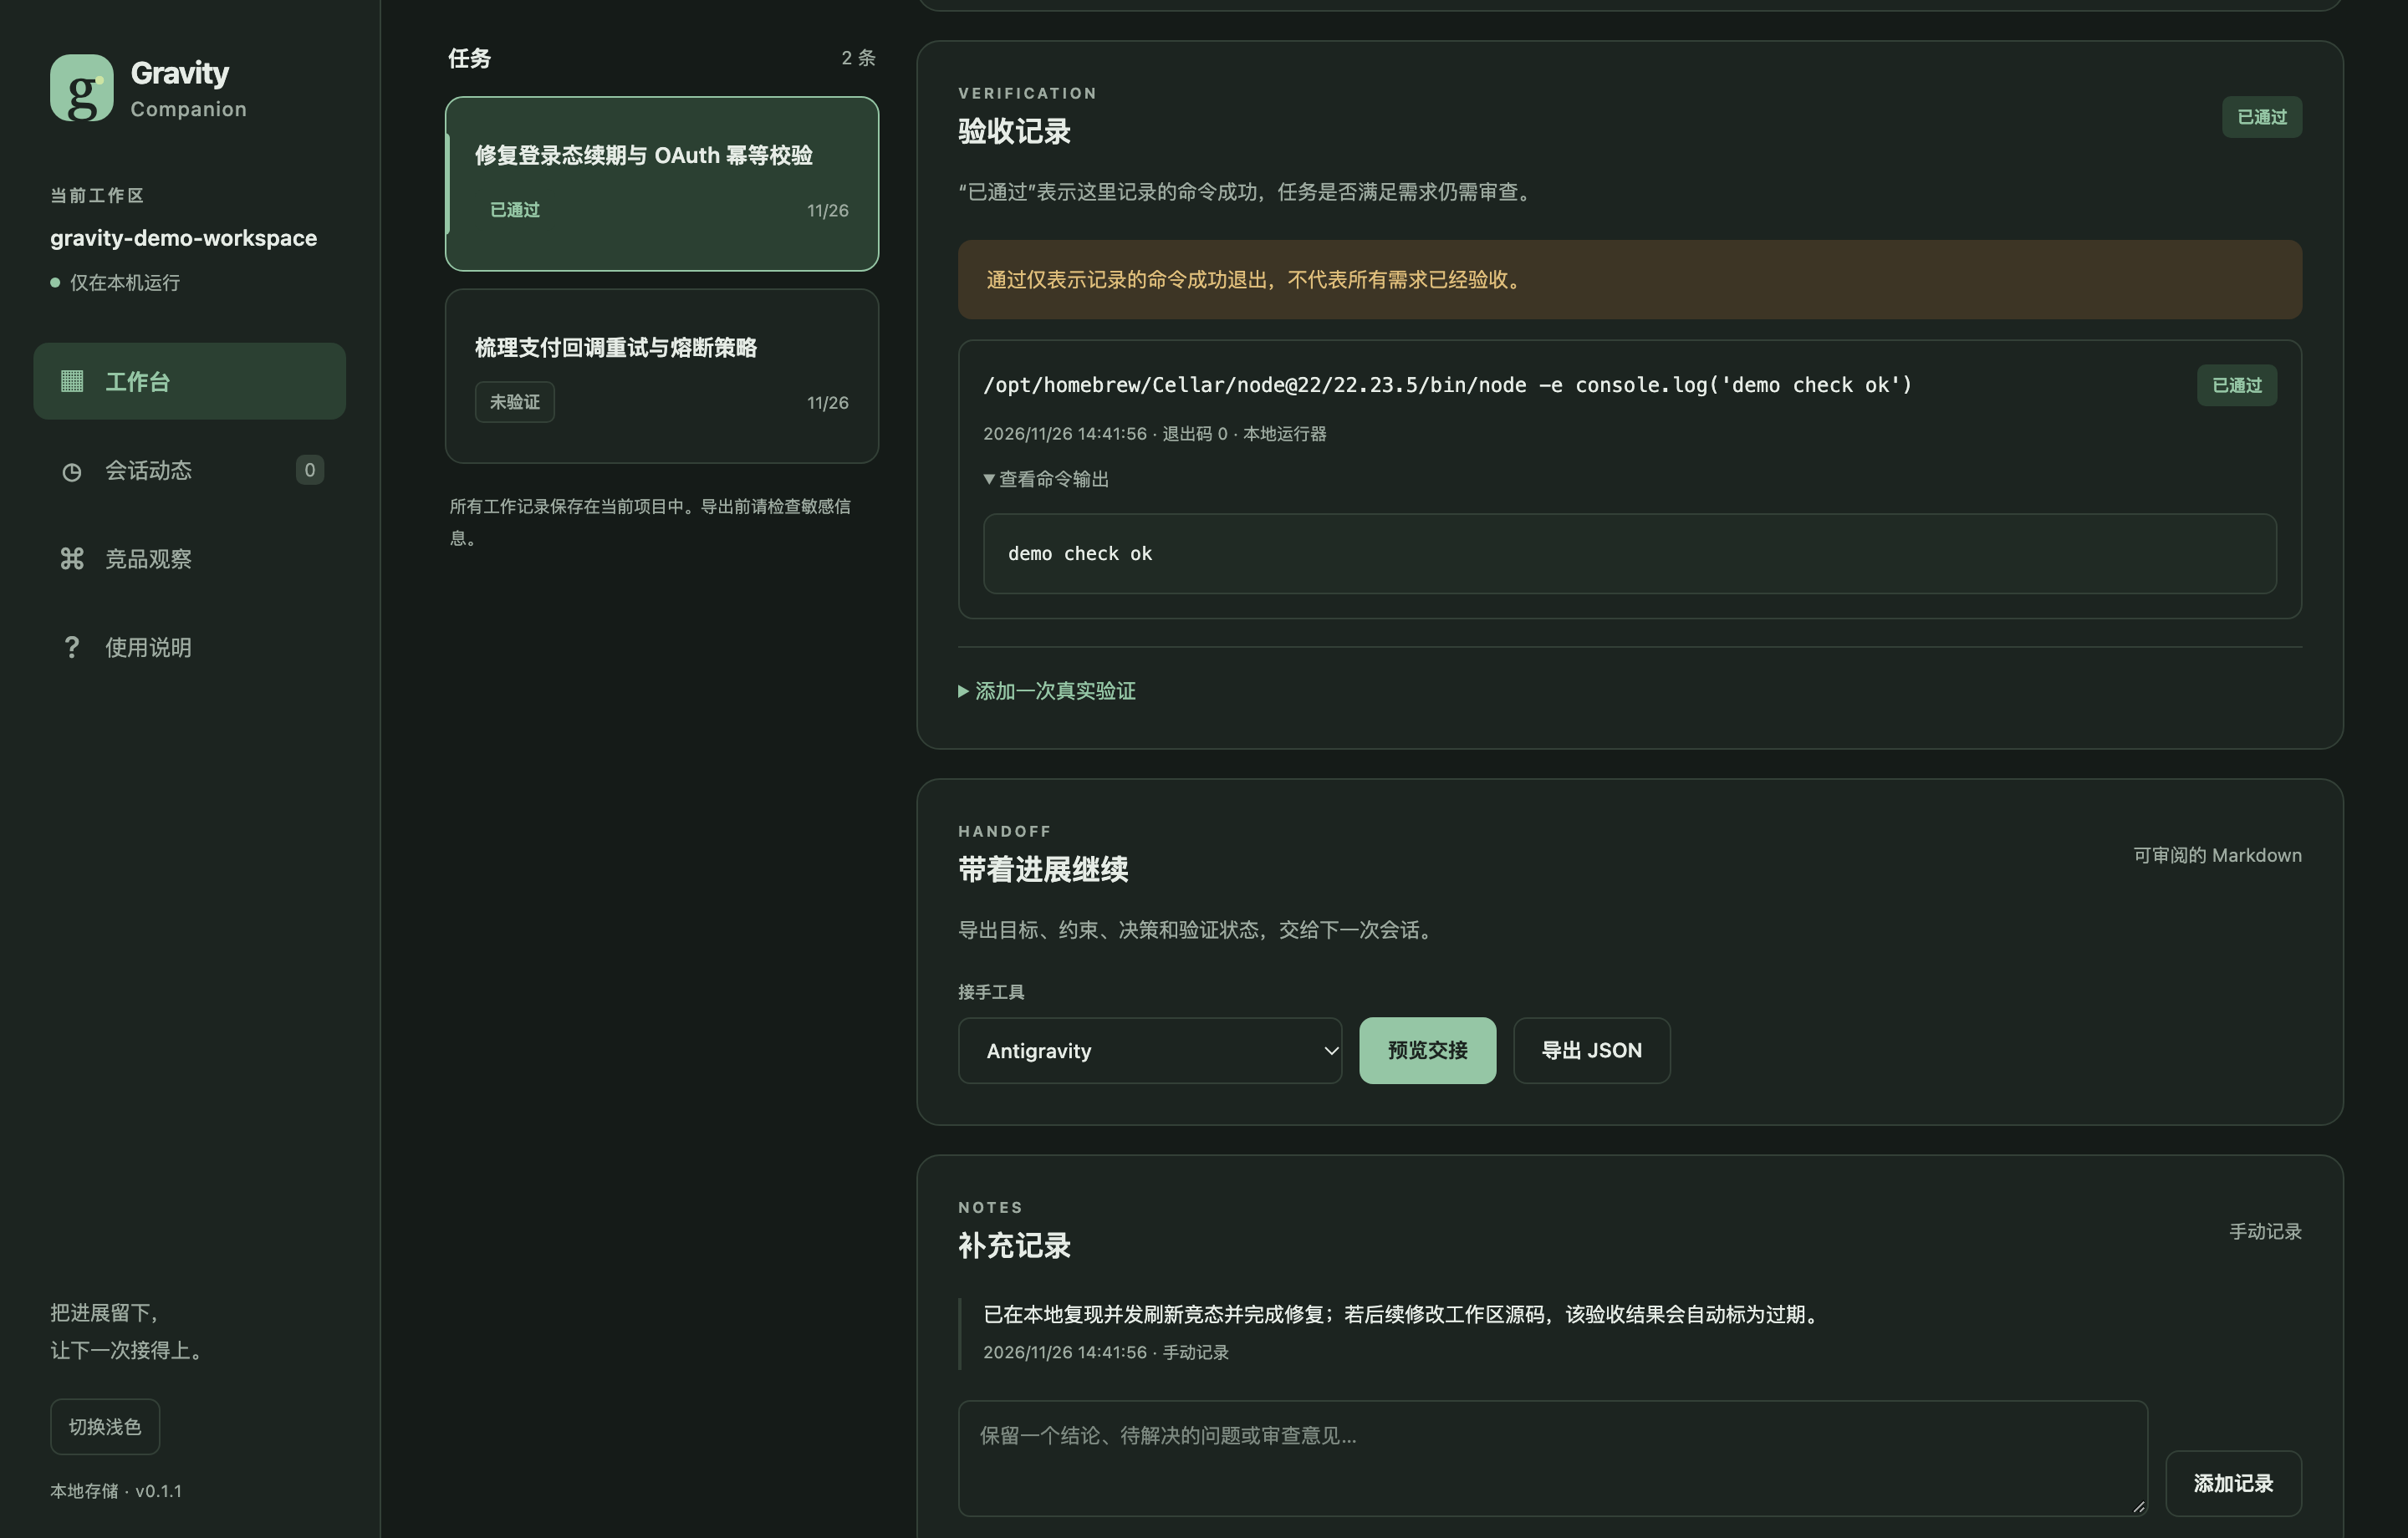 g
Gravity
Companion
当前工作区
gravity-demo-workspace
仅在本机运行
工作台
会话动态
0
竞品观察
? 使用说明
把进展留下，
让下一次接得上。
切换浅色
本地存储 · v0.1.1
任务
2 条
修复登录态续期与 OAuth 幂等校验
已通过
11/26
梳理支付回调重试与熔断策略
未验证
11/26
所有工作记录保存在当前项目中。导出前请检查敏感信
息。
VERIFICATION
验收记录
已通过
“已通过”表示这里记录的命令成功，任务是否满足需求仍需审查。
通过仅表示记录的命令成功退出，不代表所有需求已经验收。
/opt/homebrew/Cellar/node@22/22.23.5/bin/node -e console.log('demo check ok')
已通过
2026/11/26 14:41:56 · 退出码 0 · 本地运行器
▼查看命令输出
demo check ok
▶ 添加一次真实验证
HANDOFF
带着进展继续
可审阅的 Markdown
导出目标、约束、决策和验证状态，交给下一次会话。
接手工具
Antigravity
预览交接
导出 JSON
NOTES
补充记录
手动记录
已在本地复现并发刷新竞态并完成修复；若后续修改工作区源码，该验收结果会自动标为过期。
2026/11/26 14:41:56 · 手动记录
保留一个结论、待解决的问题或审查意见...
添加记录